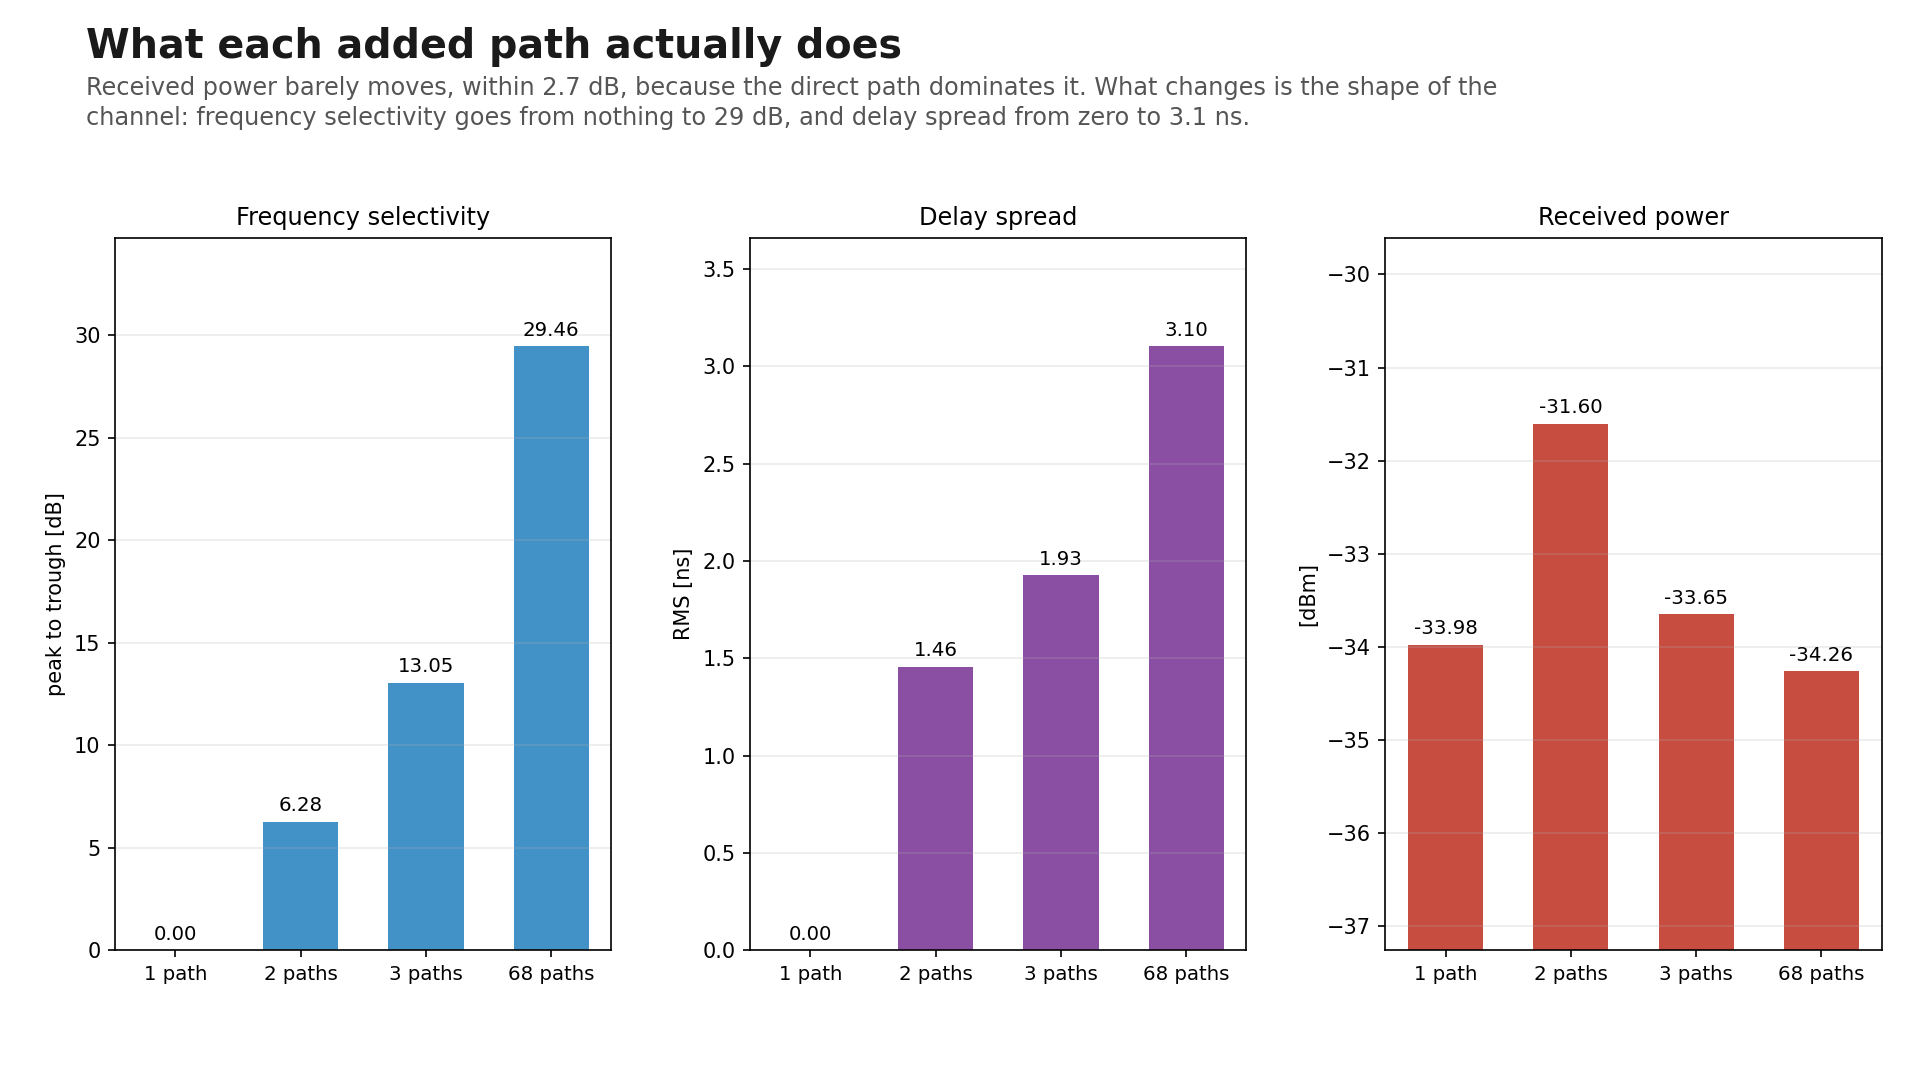 What each added path actually does
Received power barely moves, within 2.7 dB, because the direct path dominates it. What changes is the shape of the
channel: frequency selectivity goes from nothing to 29 dB, and delay spread from zero to 3.1 ns.
Frequency selectivity
peak to trough [dB]
30
25
20
15
10
5
0
0.00
6.28
13.05
29.46
1 path
2 paths
3 paths
68 paths
Delay spread
RMS [ns]
3.5
3.0
2.5
2.0
1.5
1.0
0.5
0.0
0.00
1.46
1.93
3.10
1 path
2 paths
3 paths
68 paths
Received power
[dBm]
−30
−31
−32
−33
−34
−35
−36
−37
-33.98
-31.60
-33.65
-34.26
1 path
2 paths
3 paths
68 paths